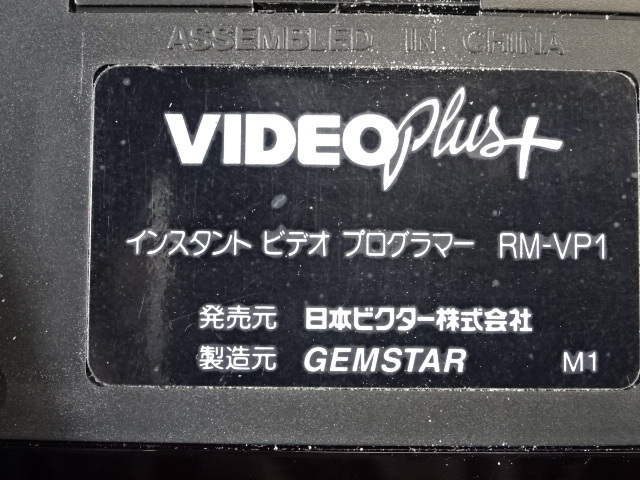 ASSEMBLED IN CHINA
VIDEO Plus+
インスタント ビデオ プログラマー RM-VP1
発売元 日本ビクター株式会社
製造元 GEMSTAR M1